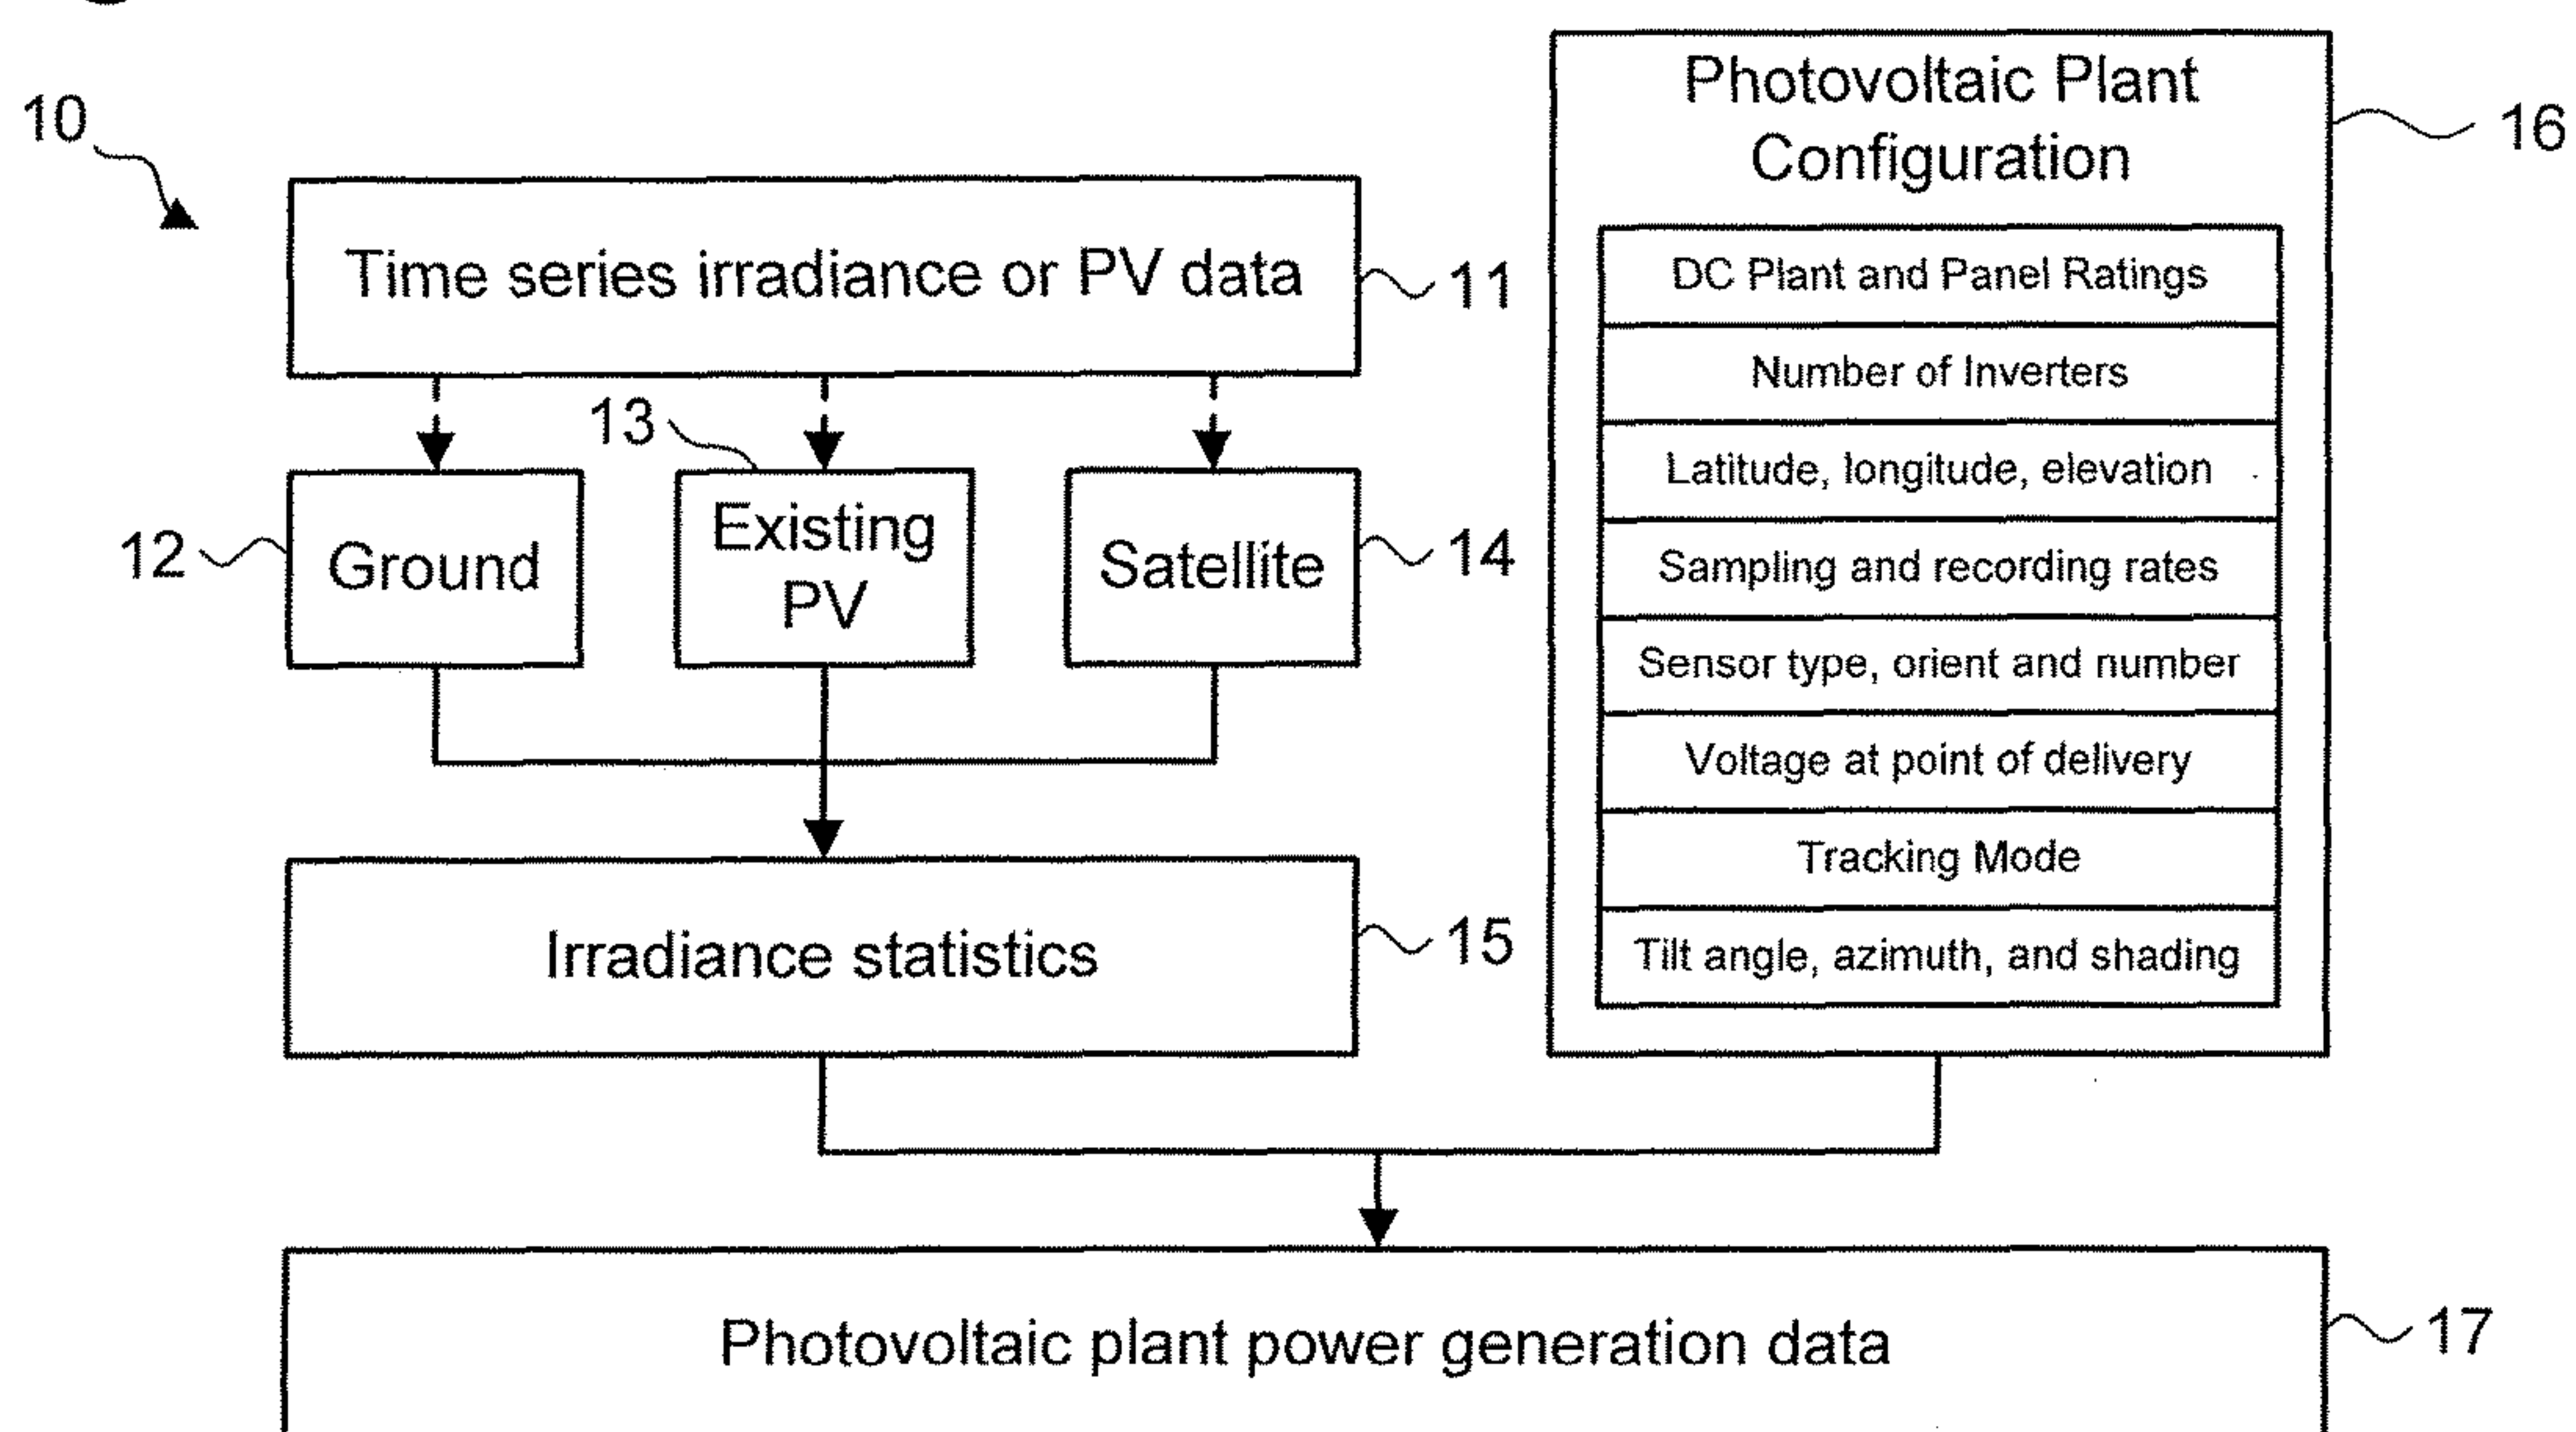 10
Time series irradiance or PV data
11
12
Ground
13
Existing
PV
Satellite
14
Irradiance statistics
15
Photovoltaic Plant
Configuration
16
DC Plant and Panel Ratings
Number of Inverters
Latitude, longitude, elevation
Sampling and recording rates
Sensor type, orient and number
Voltage at point of delivery
Tracking Mode
Tilt angle, azimuth, and shading
Photovoltaic plant power generation data
17